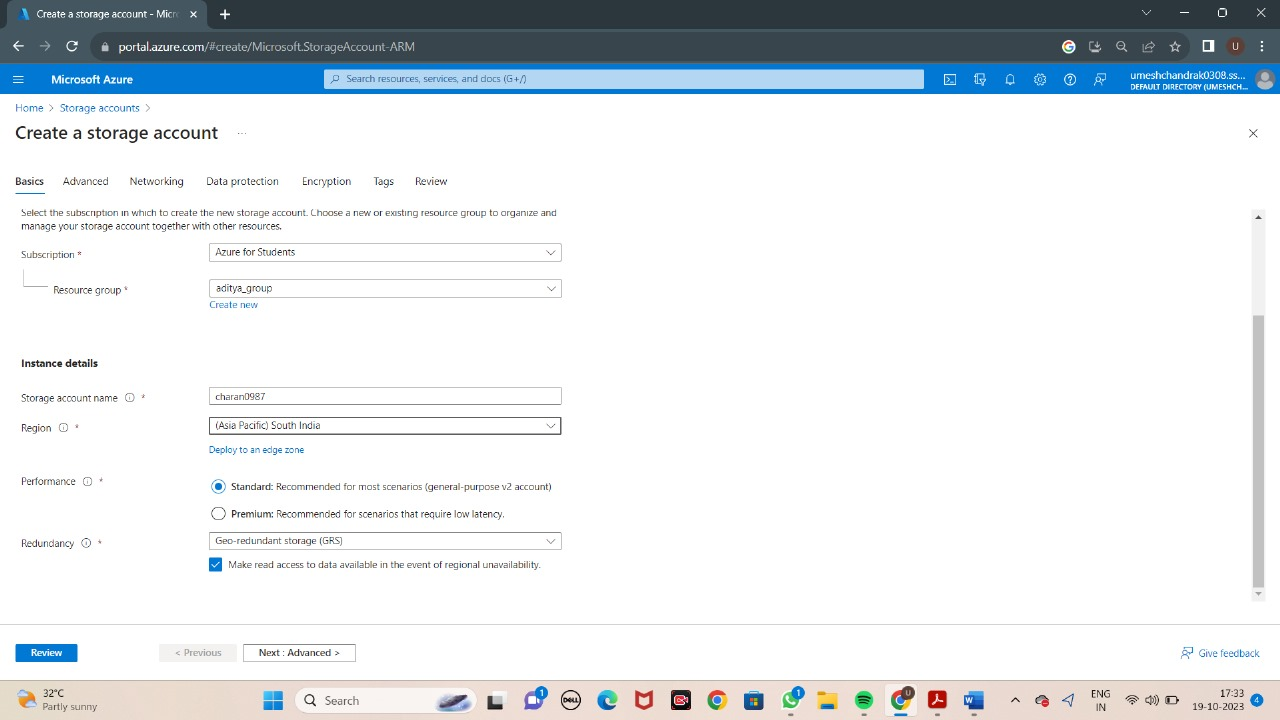 Create a storage account - Micr
portal.azure.com/#create/Microsoft.StorageAccount-ARM
U
Microsoft Azure
Search resources, services, and docs (G+/)
umeshchandrak0308.ss...
DEFAULT DIRECTORY (UMESHCH...
Home > Storage accounts >
Create a storage account ...
Basics Advanced Networking Data protection Encryption Tags Review
Select the subscription in which to create the new storage account. Choose a new or existing resource group to organize and
manage your storage account together with other resources.
Subscription * Azure for Students
Resource group * aditya_group
Create new
Instance details
Storage account name * charan0987
Region * (Asia Pacific) South India
Deploy to an edge zone
Performance * Standard: Recommended for most scenarios (general-purpose v2 account)
Premium: Recommended for scenarios that require low latency.
Redundancy * Geo-redundant storage (GRS)
Make read access to data available in the event of regional unavailability.
Review < Previous Next : Advanced > Give feedback
32°C
Partly sunny
Search
1
DELL
1
U
W
ENG
IN
17:33
19-10-2023
4